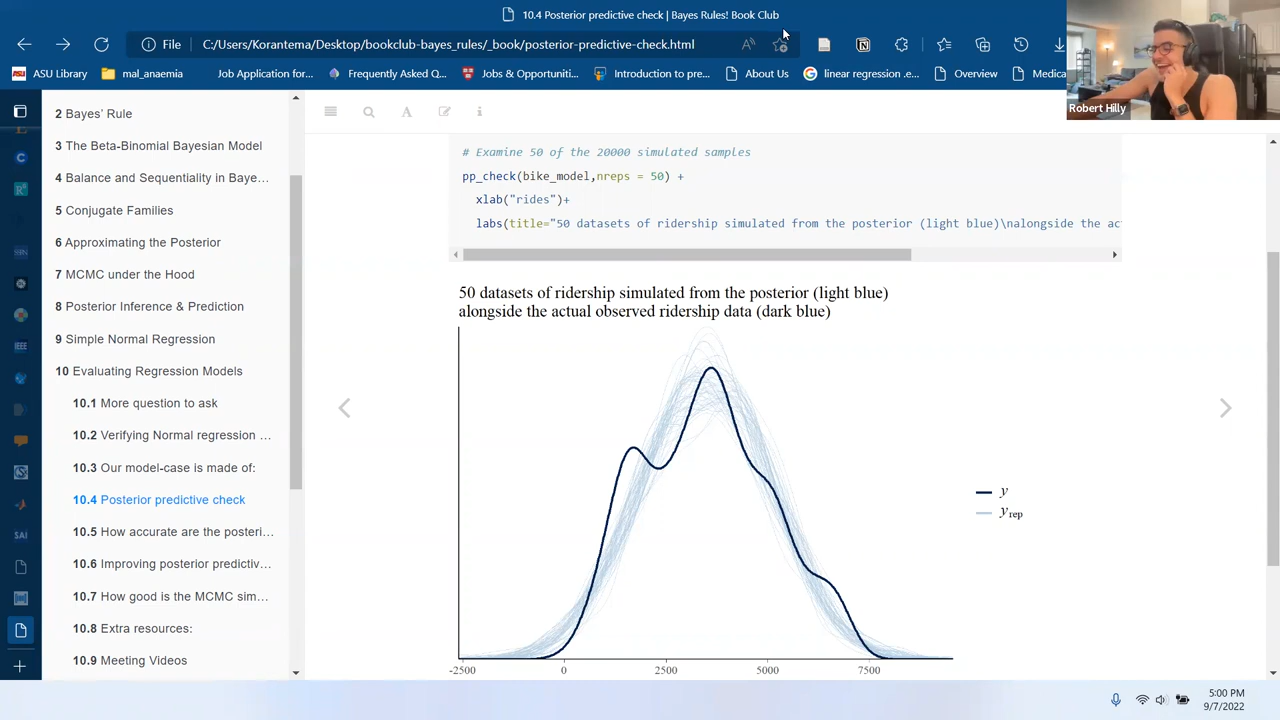 10.4 Posterior predictive check | Bayes Rules! Book Club
File
C:/Users/Korantema/Desktop/bookclub-bayes_rules/_book/posterior-predictive-check.html
ASU Library
mal_anaemia
Job Application for...
Frequently Asked Q...
Jobs & Opportuniti...
Introduction to pre...
About Us
linear regression .e...
Overview
Medica
Robert Hilly
2 Bayes' Rule
3 The Beta-Binomial Bayesian Model
4 Balance and Sequentiality in Baye...
5 Conjugate Families
6 Approximating the Posterior
7 MCMC under the Hood
8 Posterior Inference & Prediction
9 Simple Normal Regression
10 Evaluating Regression Models
10.1 More question to ask
10.2 Verifying Normal regression ...
10.3 Our model-case is made of:
10.4 Posterior predictive check
10.5 How accurate are the posteri...
10.6 Improving posterior predictiv...
10.7 How good is the MCMC sim...
10.8 Extra resources:
10.9 Meeting Videos
# Examine 50 of the 20000 simulated samples
pp_check(bike_model,nreps = 50) +
xlab("rides")+
labs(title="50 datasets of ridership simulated from the posterior (light blue)\nalongside the ac
50 datasets of ridership simulated from the posterior (light blue)
alongside the actual observed ridership data (dark blue)
y
y rep
-2500 0 2500 5000 7500
5:00 PM
9/7/2022